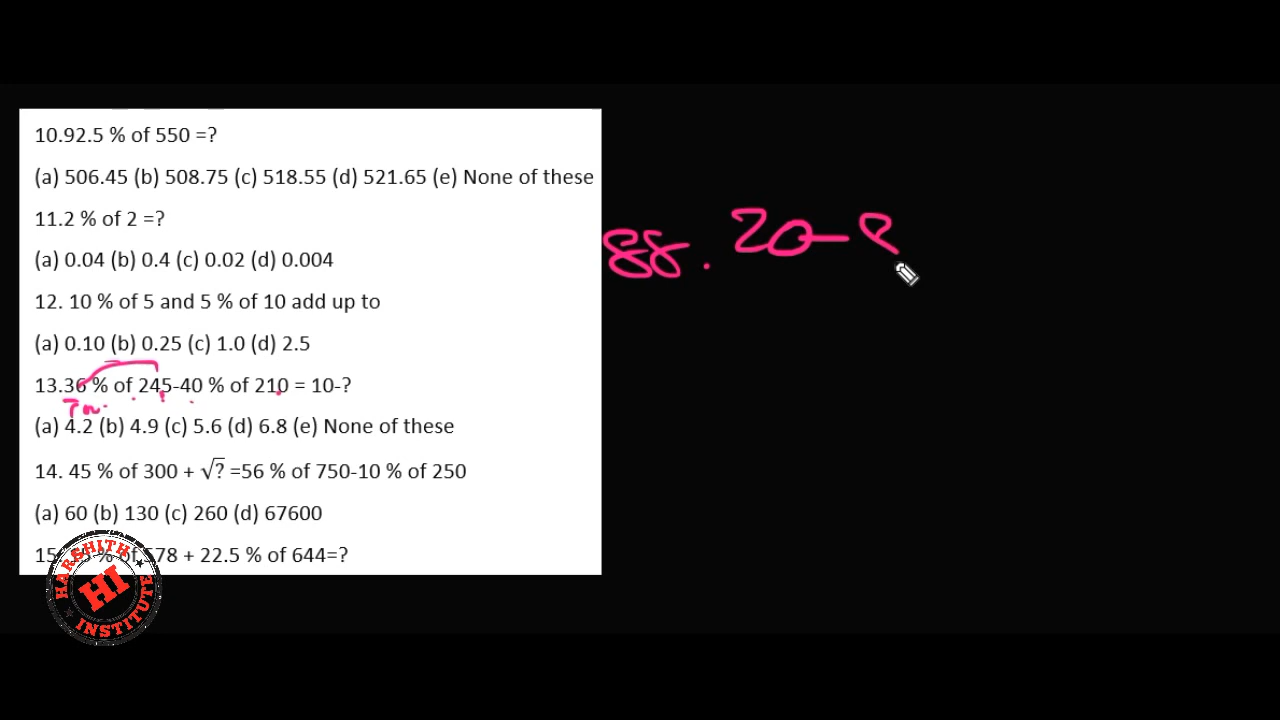 10.92.5 % of 550 =?
(a) 506.45 (b) 508.75 (c) 518.55 (d) 521.65 (e) None of these
11.2 % of 2 =?
(a) 0.04 (b) 0.4 (c) 0.02 (d) 0.004
12. 10 % of 5 and 5 % of 10 add up to
(a) 0.10 (b) 0.25 (c) 1.0 (d) 2.5
13.36 % of 245-40 % of 210 = 10-?
(a) 4.2 (b) 4.9 (c) 5.6 (d) 6.8 (e) None of these
14. 45 % of 300 + √? =56 % of 750-10 % of 250
(a) 60 (b) 130 (c) 260 (d) 67600
% of 578 + 22.5 % of 644=?
88.20-8
HARSHITH
HI
INSTITUTE